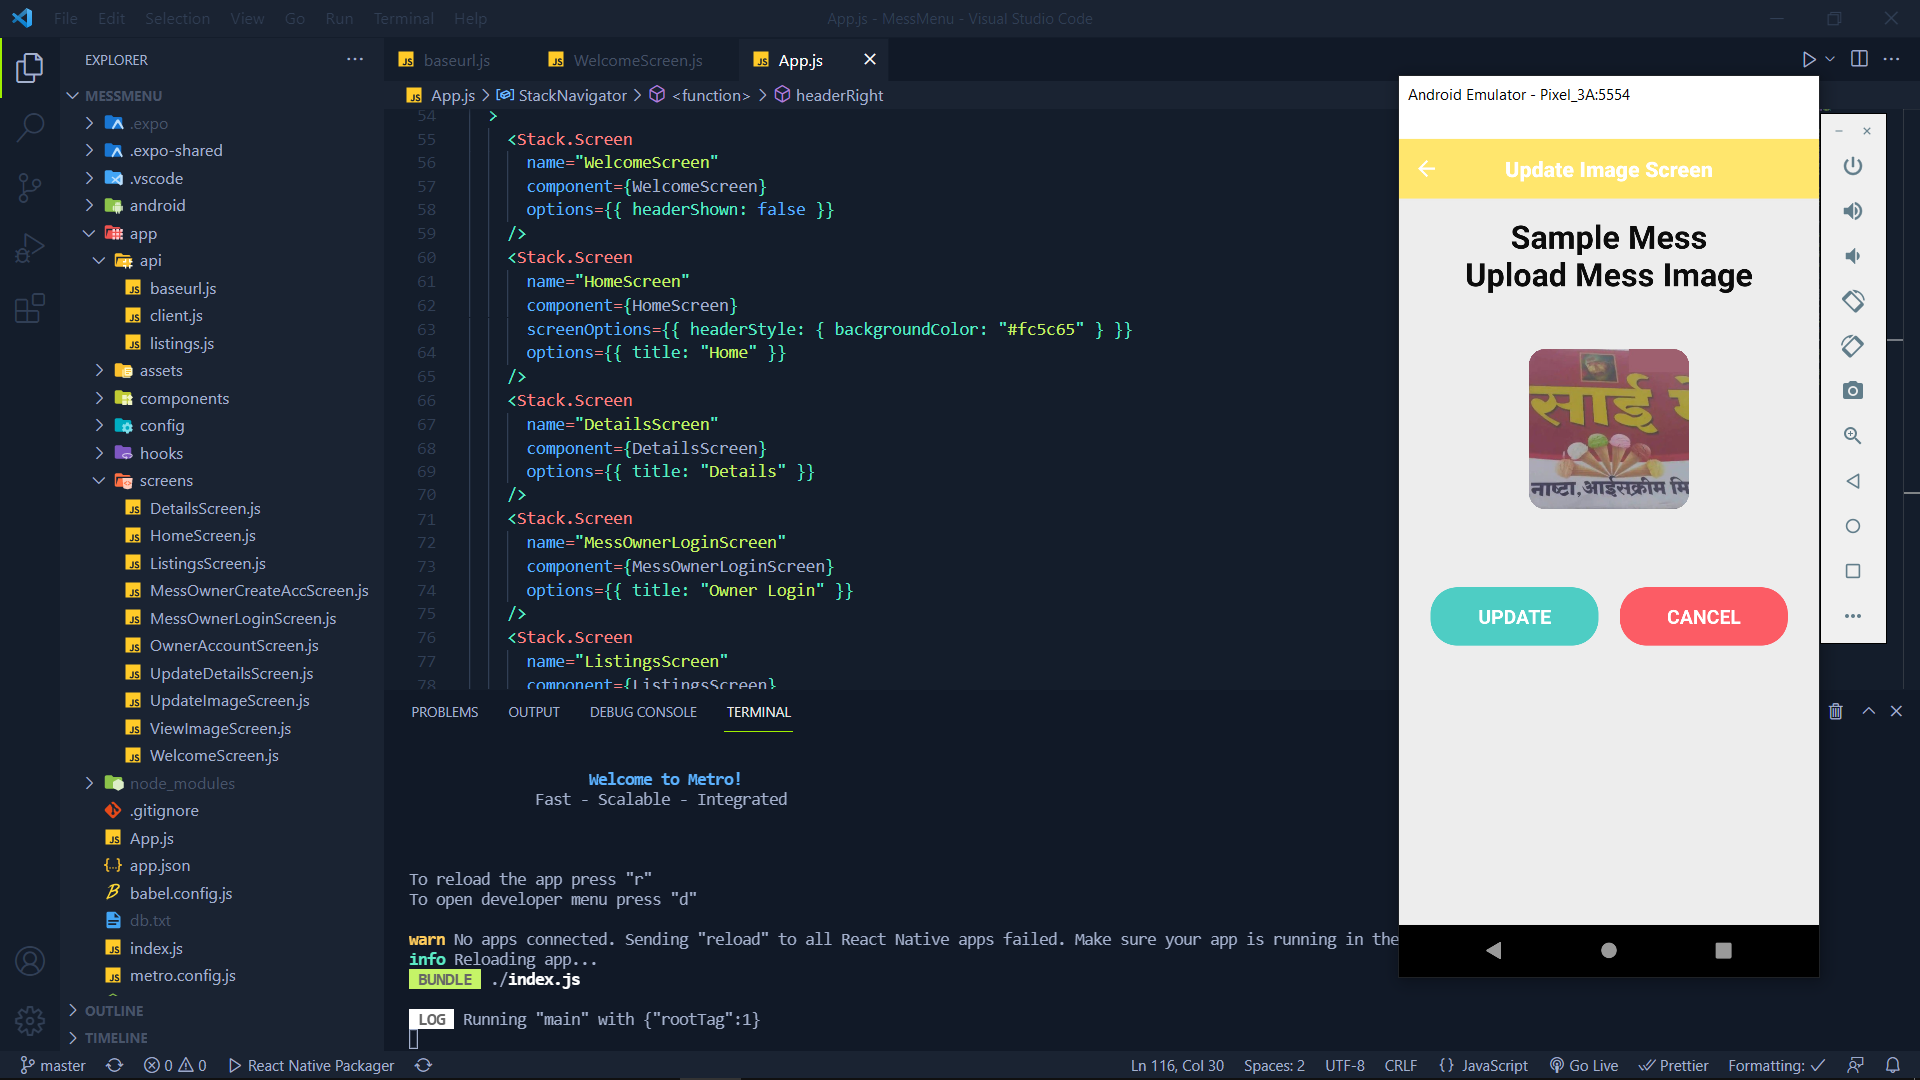 File Edit Selection View Go Run Terminal Help
App.js - MessMenu - Visual Studio Code
EXPLORER
MESSMENU
.expo
.expo-shared
.vscode
android
app
api
baseurl.js
client.js
listings.js
assets
components
config
hooks
screens
DetailsScreen.js
HomeScreen.js
ListingsScreen.js
MessOwnerCreateAccScreen.js
MessOwnerLoginScreen.js
OwnerAccountScreen.js
UpdateDetailsScreen.js
UpdateImageScreen.js
ViewImageScreen.js
WelcomeScreen.js
node_modules
.gitignore
App.js
app.json
babel.config.js
db.txt
index.js
metro.config.js
OUTLINE
TIMELINE
baseurl.js WelcomeScreen.js App.js
App.js > StackNavigator > <function> > headerRight
54 >
55 <Stack.Screen
56 name="WelcomeScreen"
57 component={WelcomeScreen}
58 options={{ headerShown: false }}
59 />
60 <Stack.Screen
61 name="HomeScreen"
62 component={HomeScreen}
63 screenOptions={{ headerStyle: { backgroundColor: "#fc5c65" } }}
64 options={{ title: "Home" }}
65 />
66 <Stack.Screen
67 name="DetailsScreen"
68 component={DetailsScreen}
69 options={{ title: "Details" }}
70 />
71 <Stack.Screen
72 name="MessOwnerLoginScreen"
73 component={MessOwnerLoginScreen}
74 options={{ title: "Owner Login" }}
75 />
76 <Stack.Screen
77 name="ListingsScreen"
78 component={ListingsScreen}
PROBLEMS OUTPUT DEBUG CONSOLE TERMINAL
Welcome to Metro!
Fast - Scalable - Integrated
To reload the app press "r"
To open developer menu press "d"
warn No apps connected. Sending "reload" to all React Native apps failed. Make sure your app is running in the
info Reloading app...
BUNDLE ./index.js
LOG Running "main" with {"rootTag":1}
Android Emulator - Pixel_3A:5554
Update Image Screen
Sample Mess
Upload Mess Image
साई
नाष्टा,आईसक्रीम मि
UPDATE CANCEL
master 0 0 React Native Packager Ln 116, Col 30 Spaces: 2 UTF-8 CRLF {} JavaScript Go Live Prettier Formatting: ✓